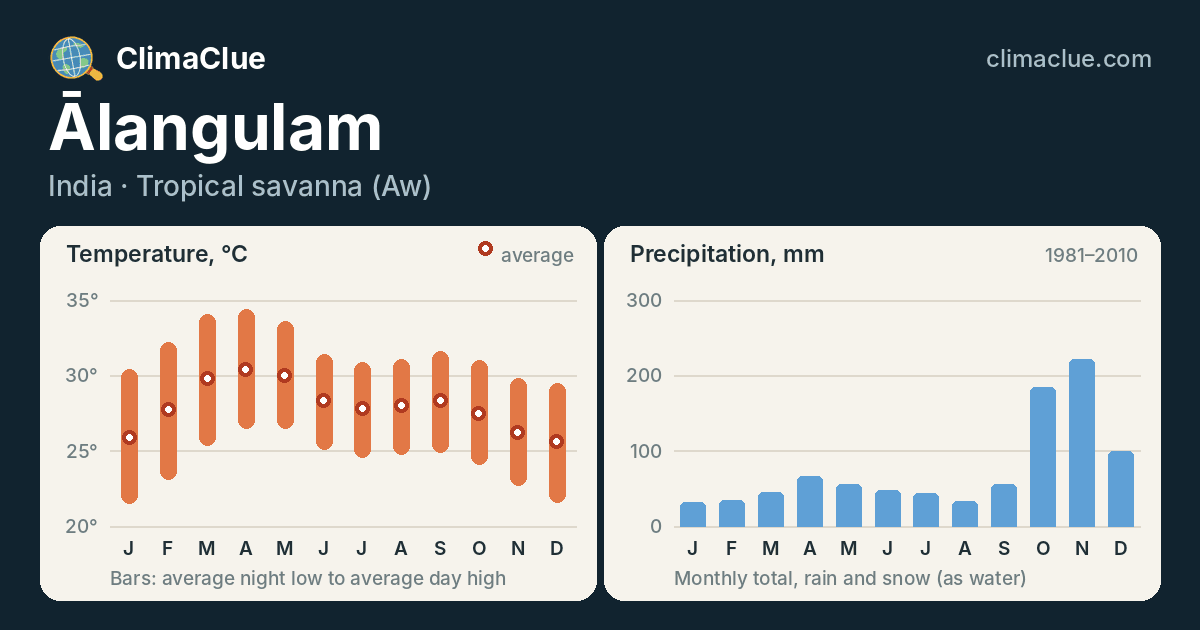 ClimaClue
climaclue.com
Ālangulam
India · Tropical savanna (Aw)
Temperature, °C
average
35°
30°
25°
20°
J F M A M J J A S O N D
Bars: average night low to average day high
Precipitation, mm
1981–2010
300
200
100
0
J F M A M J J A S O N D
Monthly total, rain and snow (as water)